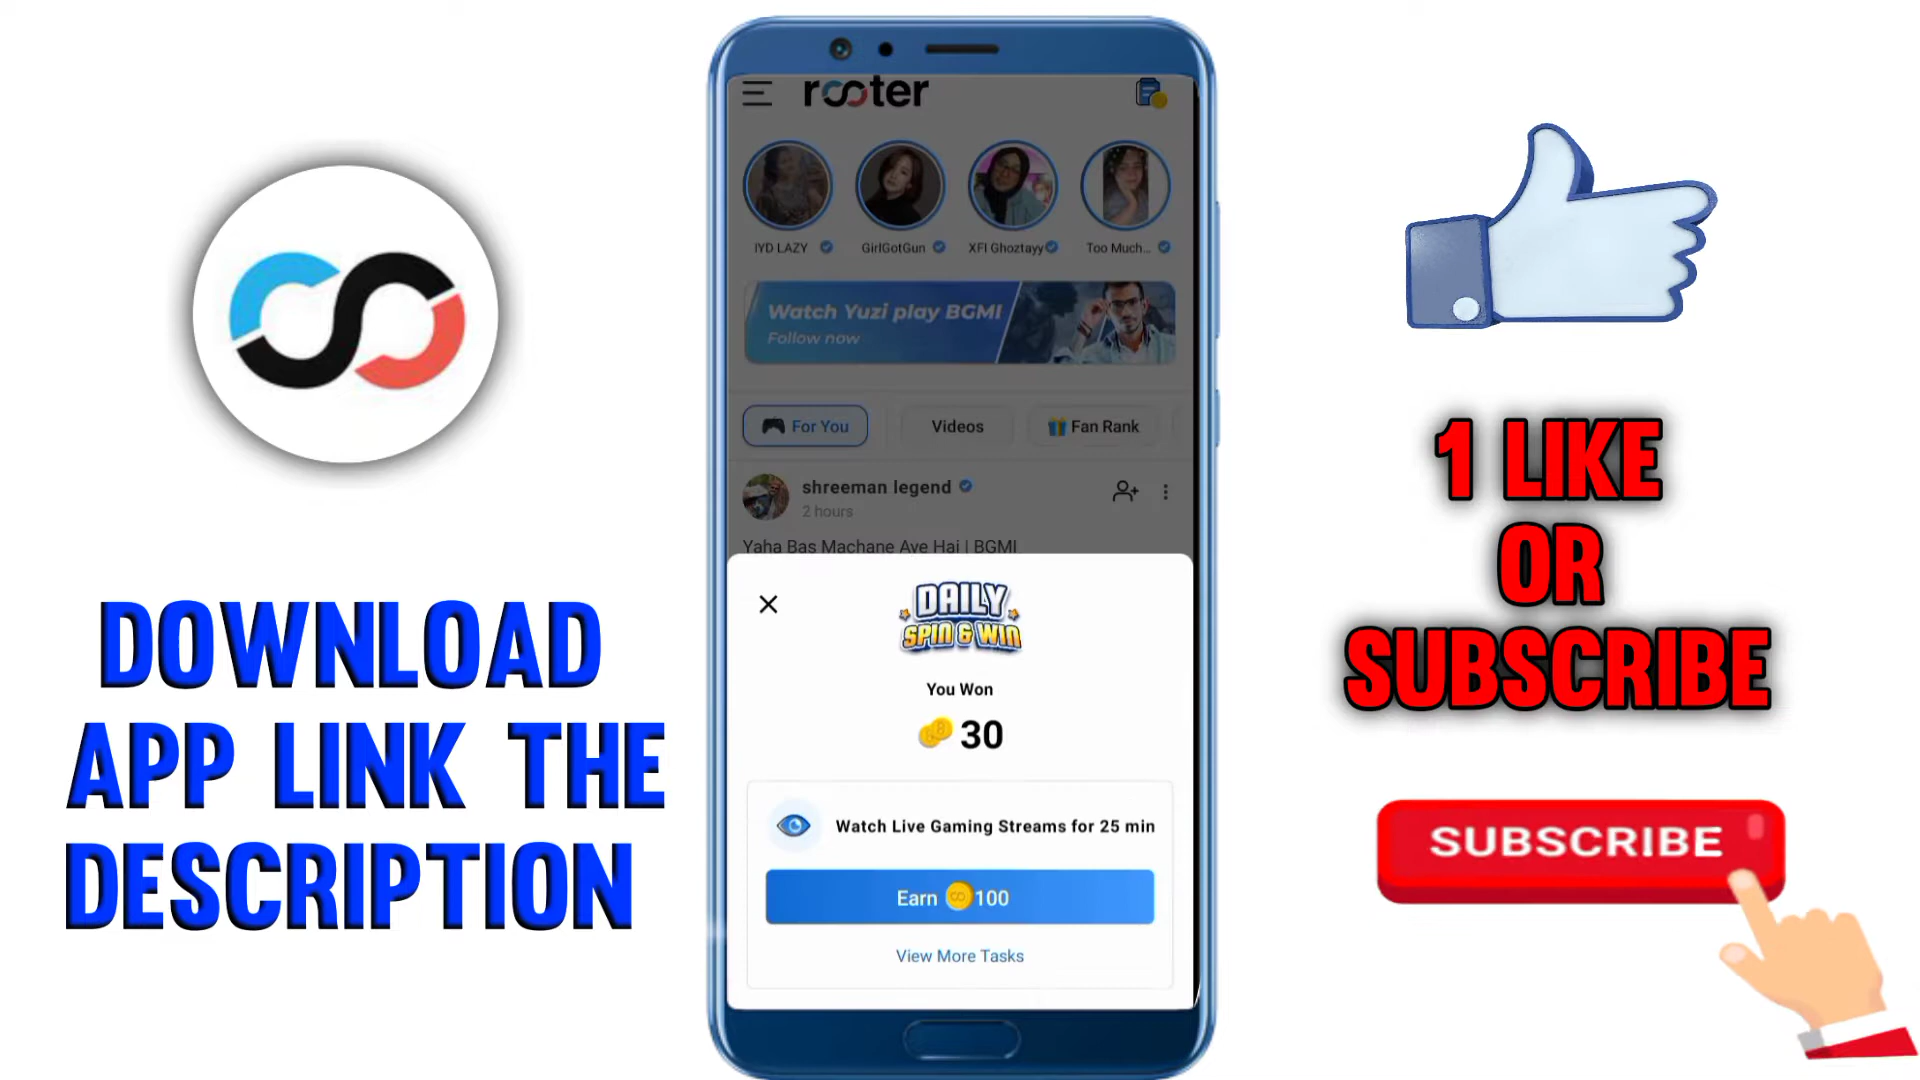 rooter
IYD LAZY
GirlGotGun
XFI Ghoztayy
Too Much...
Watch Yuzi play BGMI
Follow now
For You
Videos
Fan Rank
shreeman legend
2 hours
Yaha Bas Machane Aye Hai | BGMI
DAILY
SPIN & WIN
You Won
30
Watch Live Gaming Streams for 25 min
Earn 100
View More Tasks
DOWNLOAD
APP LINK THE
DESCRIPTION
1 LIKE
OR
SUBSCRIBE
SUBSCRIBE